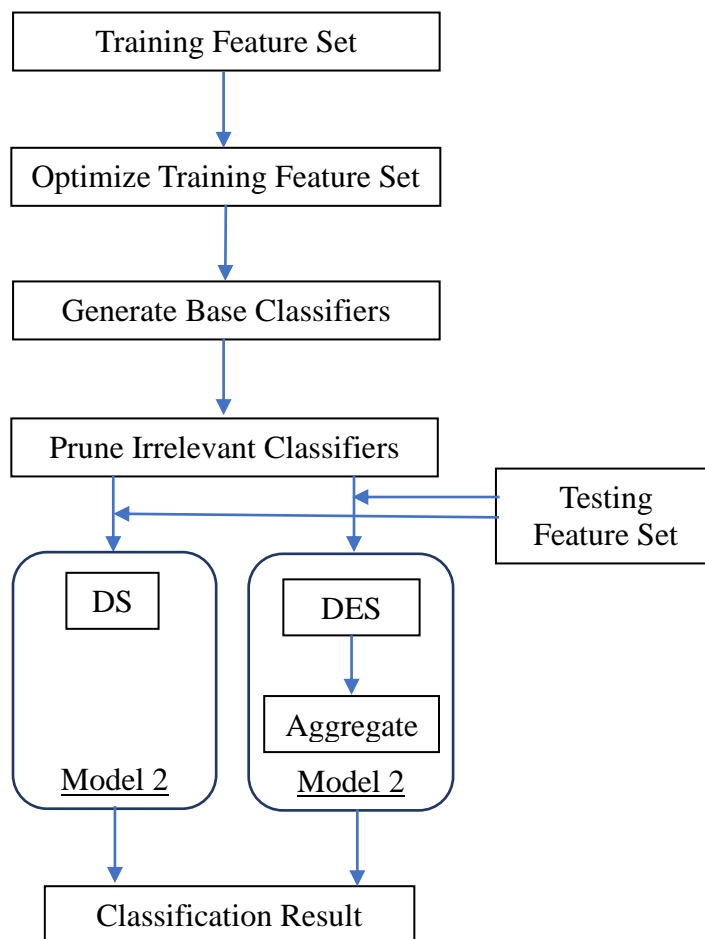 Training Feature Set
Optimize Training Feature Set
Generate Base Classifiers
Prune Irrelevant Classifiers
Testing
Feature Set
DS
DES
Aggregate
Model 2
Model 2
Classification Result